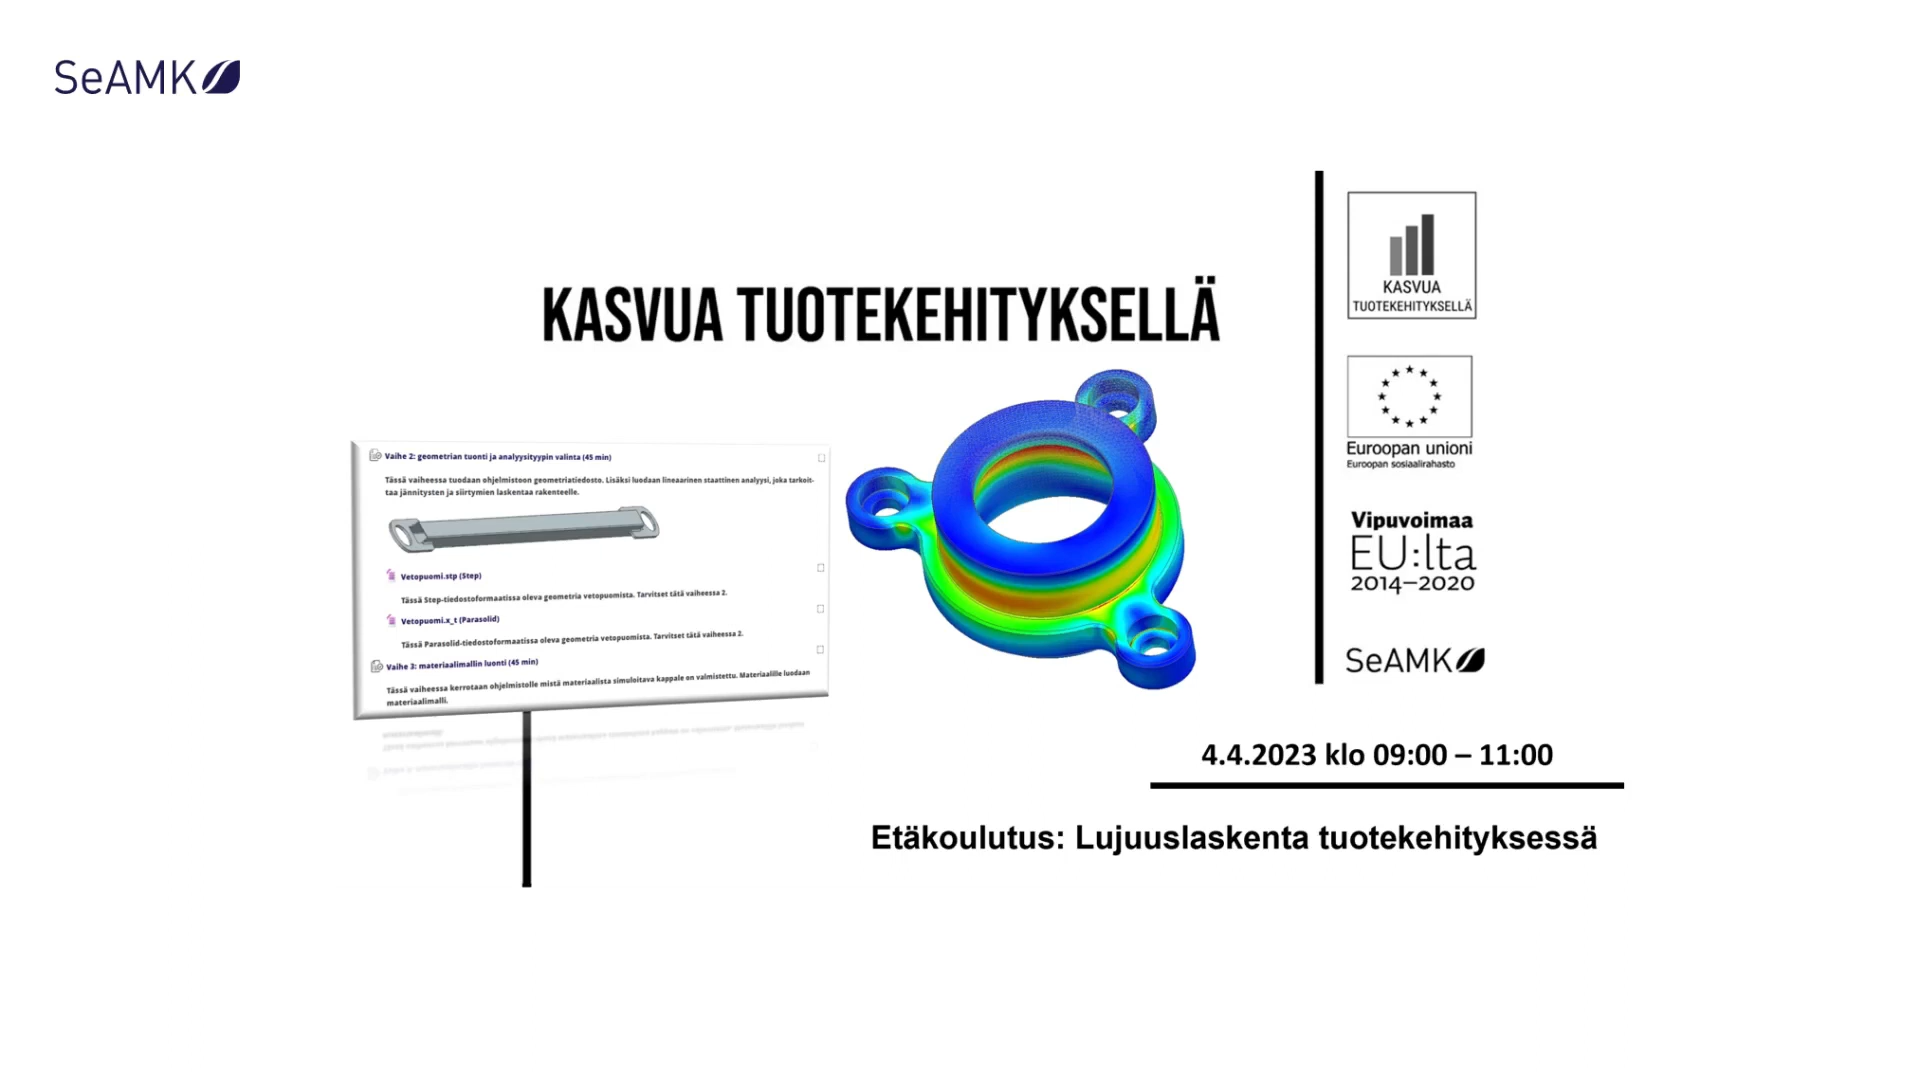 SeAMK
KASVUA TUOTEKEHITYKSELLÄ
Vaihe 2: geometrian tuonti ja analyysityypin valinta (45 min)
Tässä vaiheessa tuodaan ohjelmistoon geometriatiedosto. Lisäksi luodaan lineaarinen staattinen analyysi, joka tarkoit-
taa jännitysten ja siirtymien laskentaa rakenteelle.
Vetopuomi.stp (Step)
Tässä Step-tiedostoformaatissa oleva geometria vetopuomista. Tarvitset tätä vaiheessa 2.
Vetopuomi.x_t (Parasolid)
Tässä Parasolid-tiedostoformaatissa oleva geometria vetopuomista. Tarvitset tätä vaiheessa 2.
Vaihe 3: materiaalimallin luonti (45 min)
Tässä vaiheessa kerrotaan ohjelmistolle mistä materiaalista simuloitava kappale on valmistettu. Materiaalille luodaan
materiaalimalli.
KASVUA
TUOTEKEHITYKSELLÄ
Euroopan unioni
Euroopan sosiaalirahasto
Vipuvoimaa
EU:lta
2014–2020
SeAMK
4.4.2023 klo 09:00 – 11:00
Etäkoulutus: Lujuuslaskenta tuotekehityksessä